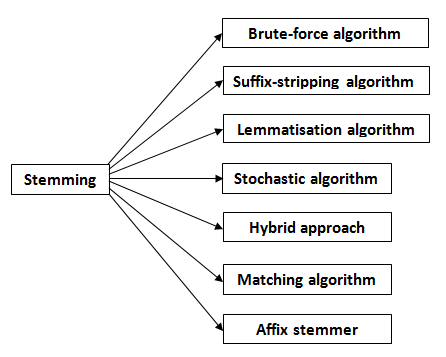 Stemming
Brute-force algorithm
Suffix-stripping algorithm
Lemmatisation algorithm
Stochastic algorithm
Hybrid approach
Matching algorithm
Affix stemmer